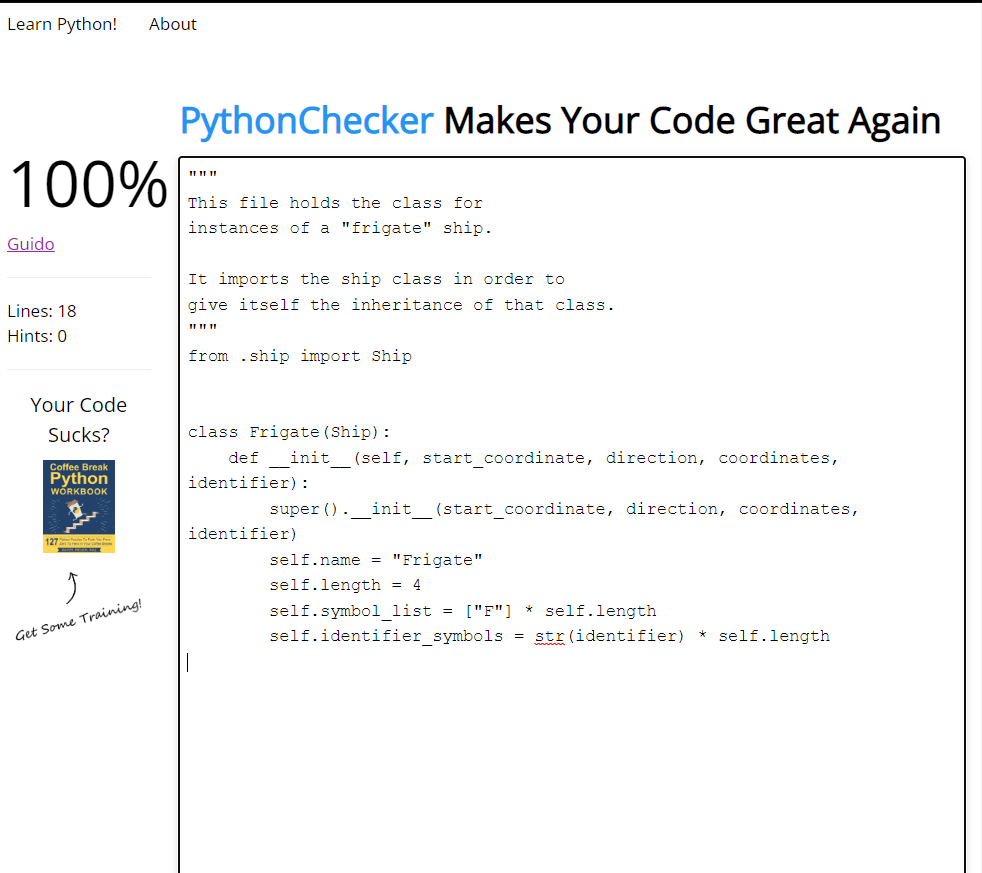 Learn Python! About
PythonChecker Makes Your Code Great Again
100%
Guido
Lines: 18
Hints: 0
Your Code
Sucks?
Coffee Break
Python
WORKBOOK
127
Get Some Training!
"""
This file holds the class for
instances of a "frigate" ship.

It imports the ship class in order to
give itself the inheritance of that class.
"""
from .ship import Ship


class Frigate(Ship):
    def __init__(self, start_coordinate, direction, coordinates,
identifier):
        super().__init__(start_coordinate, direction, coordinates,
identifier)
        self.name = "Frigate"
        self.length = 4
        self.symbol_list = ["F"] * self.length
        self.identifier_symbols = str(identifier) * self.length